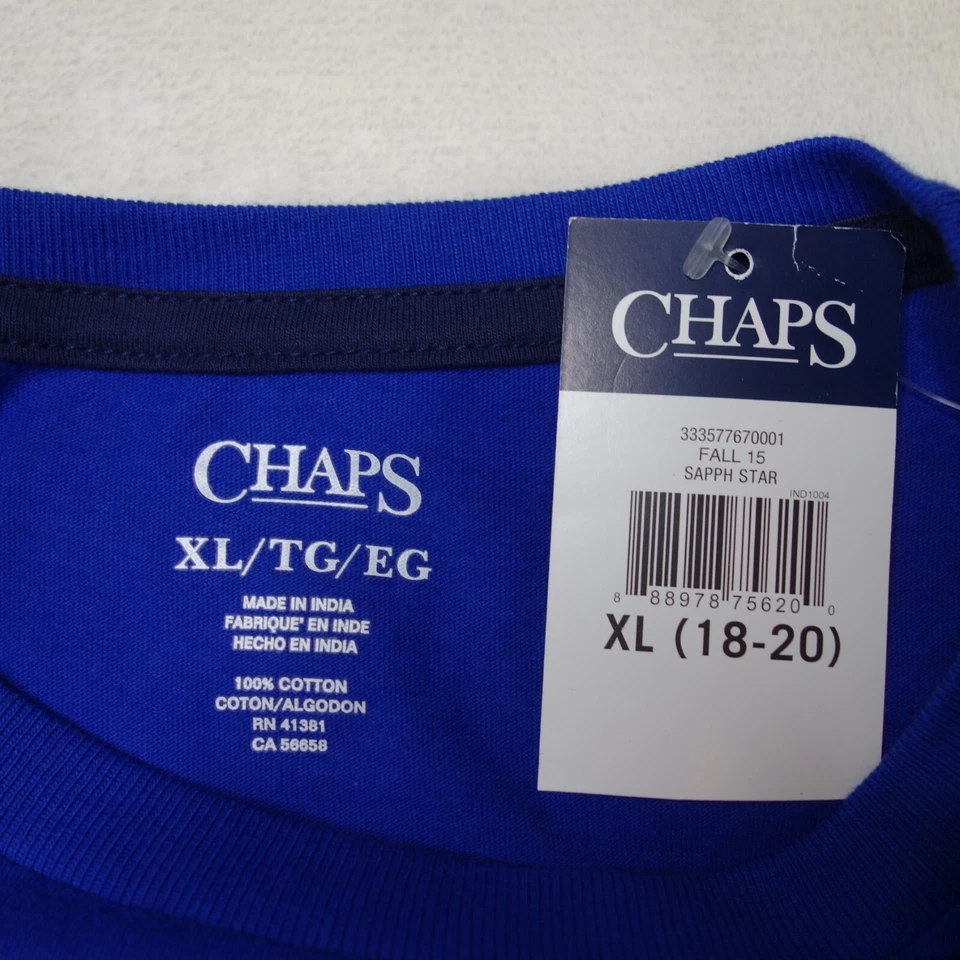 CHAPS
XL/TG/EG
MADE IN INDIA
FABRIQUE' EN INDE
HECHO EN INDIA
100% COTTON
COTON/ALGODON
RN 41381
CA 56658
CHAPS
333577670001
FALL 15
SAPPH STAR
IND1004
8 88978 75620 0
XL (18-20)